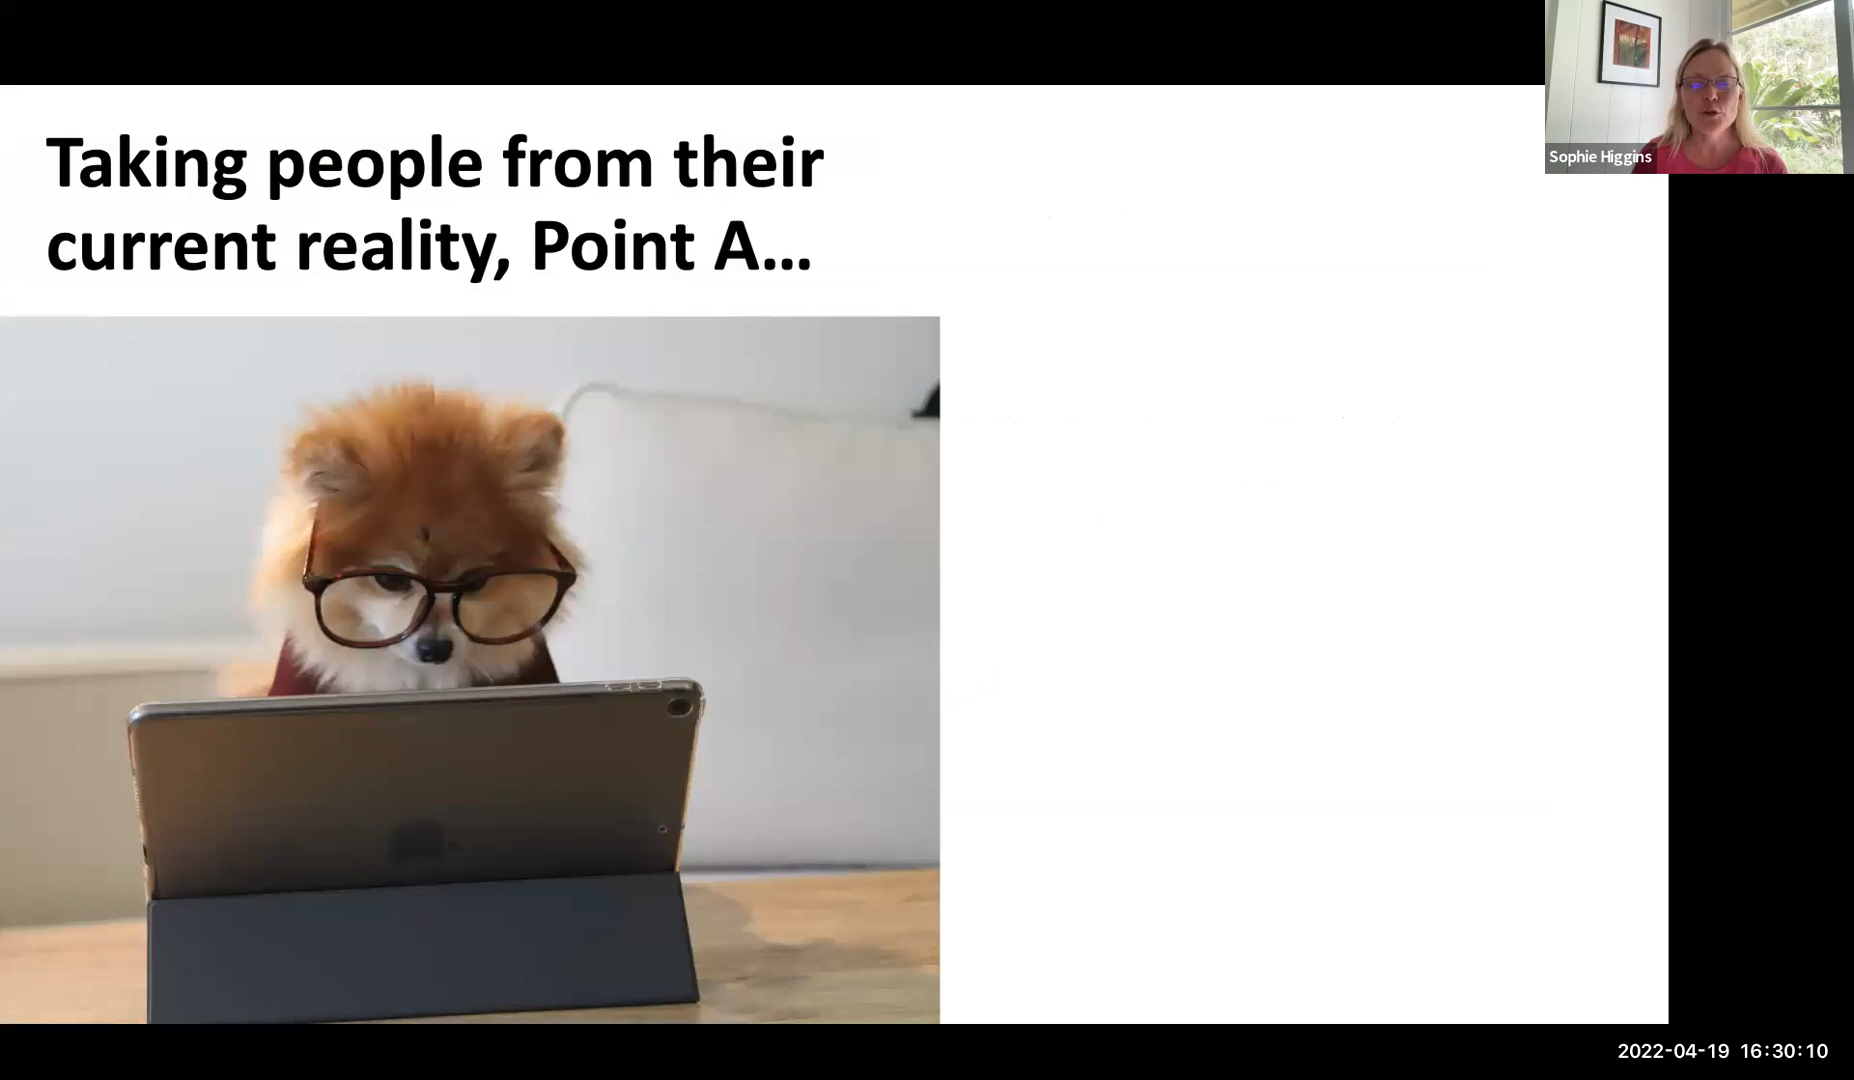 Taking people from their
current reality, Point A...
Sophie Higgins
2022-04-19 16:30:10